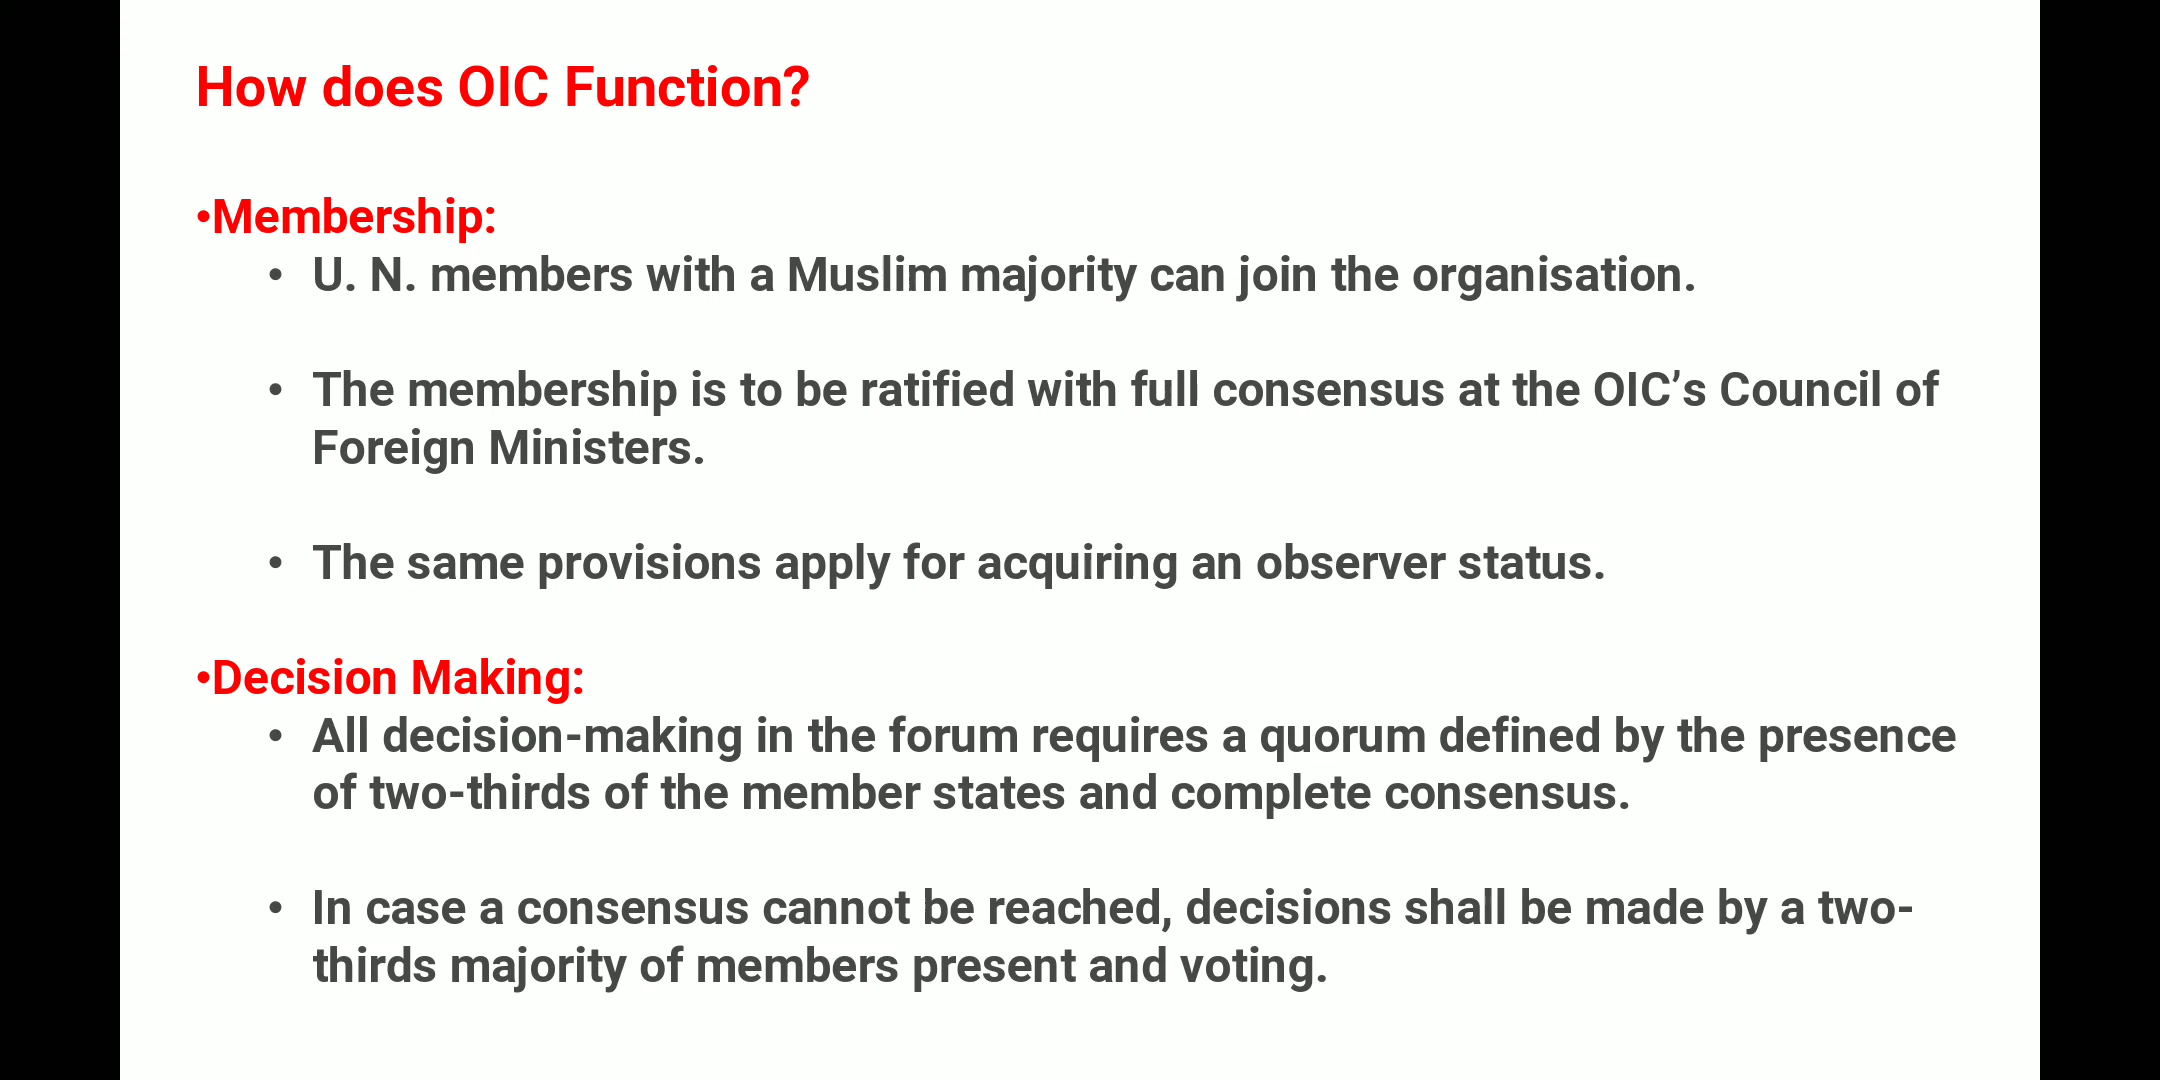 How does OIC Function?
•Membership:
• U. N. members with a Muslim majority can join the organisation.
• The membership is to be ratified with full consensus at the OIC’s Council of
Foreign Ministers.
• The same provisions apply for acquiring an observer status.
•Decision Making:
• All decision-making in the forum requires a quorum defined by the presence
of two-thirds of the member states and complete consensus.
• In case a consensus cannot be reached, decisions shall be made by a two-
thirds majority of members present and voting.